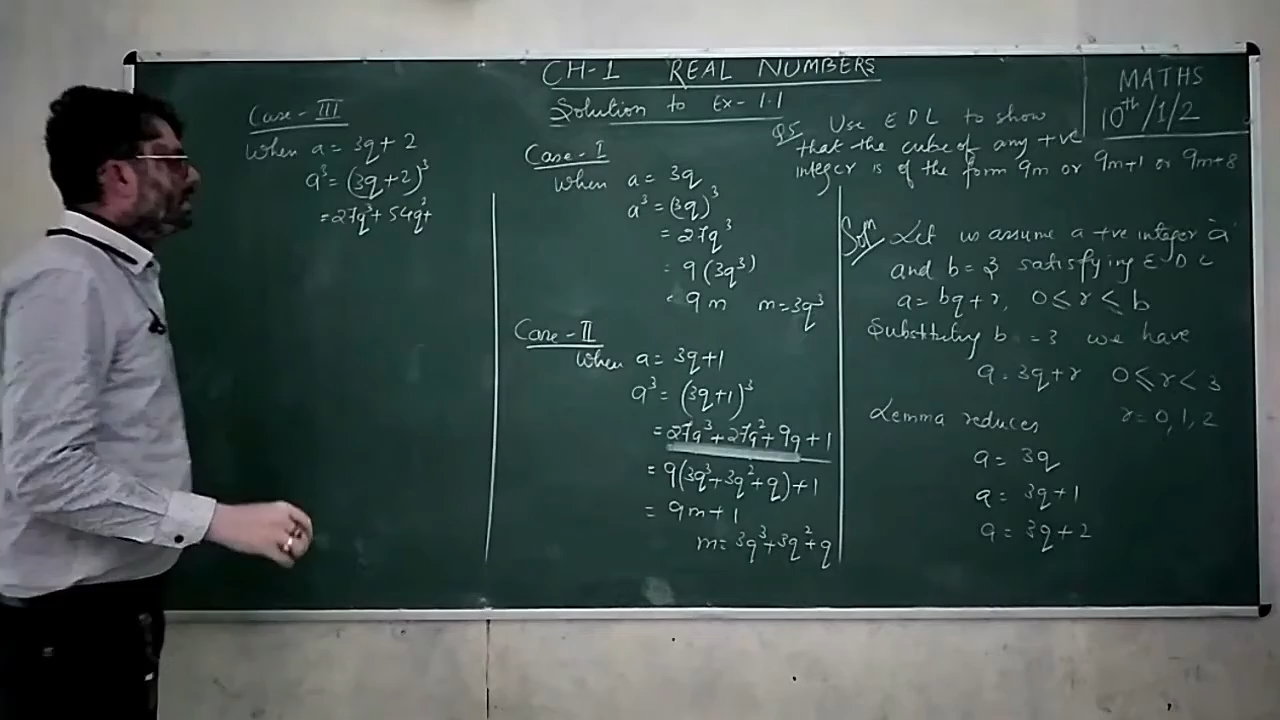 CH-1 REAL NUMBERS
Solution to Ex-1.1
MATHS
10th/1/2
Q5 Use EDL to show
that the cube of any +ve
integer is of the form 9m or 9m+1 or 9m+8
Soln Let us assume a +ve integer 'a'
and b=3 satisfying E D L
a = bq + r, 0 ≤ r ≤ b
Substituting b = 3 we have
a = 3q + r 0 ≤ r < 3
Lemma reduces r = 0, 1, 2
a = 3q
a = 3q+1
a = 3q+2
Case-I
When a = 3q
a³ = (3q)³
= 27q³
= 9(3q³)
= 9m m=3q³
Case-II
When a = 3q+1
a³ = (3q+1)³
= 27q³+27q²+9q+1
= 9(3q³+3q²+q)+1
= 9m+1
m = 3q³+3q²+q
Case-III
When a = 3q+2
a³ = (3q+2)³
= 27q³+54q²+